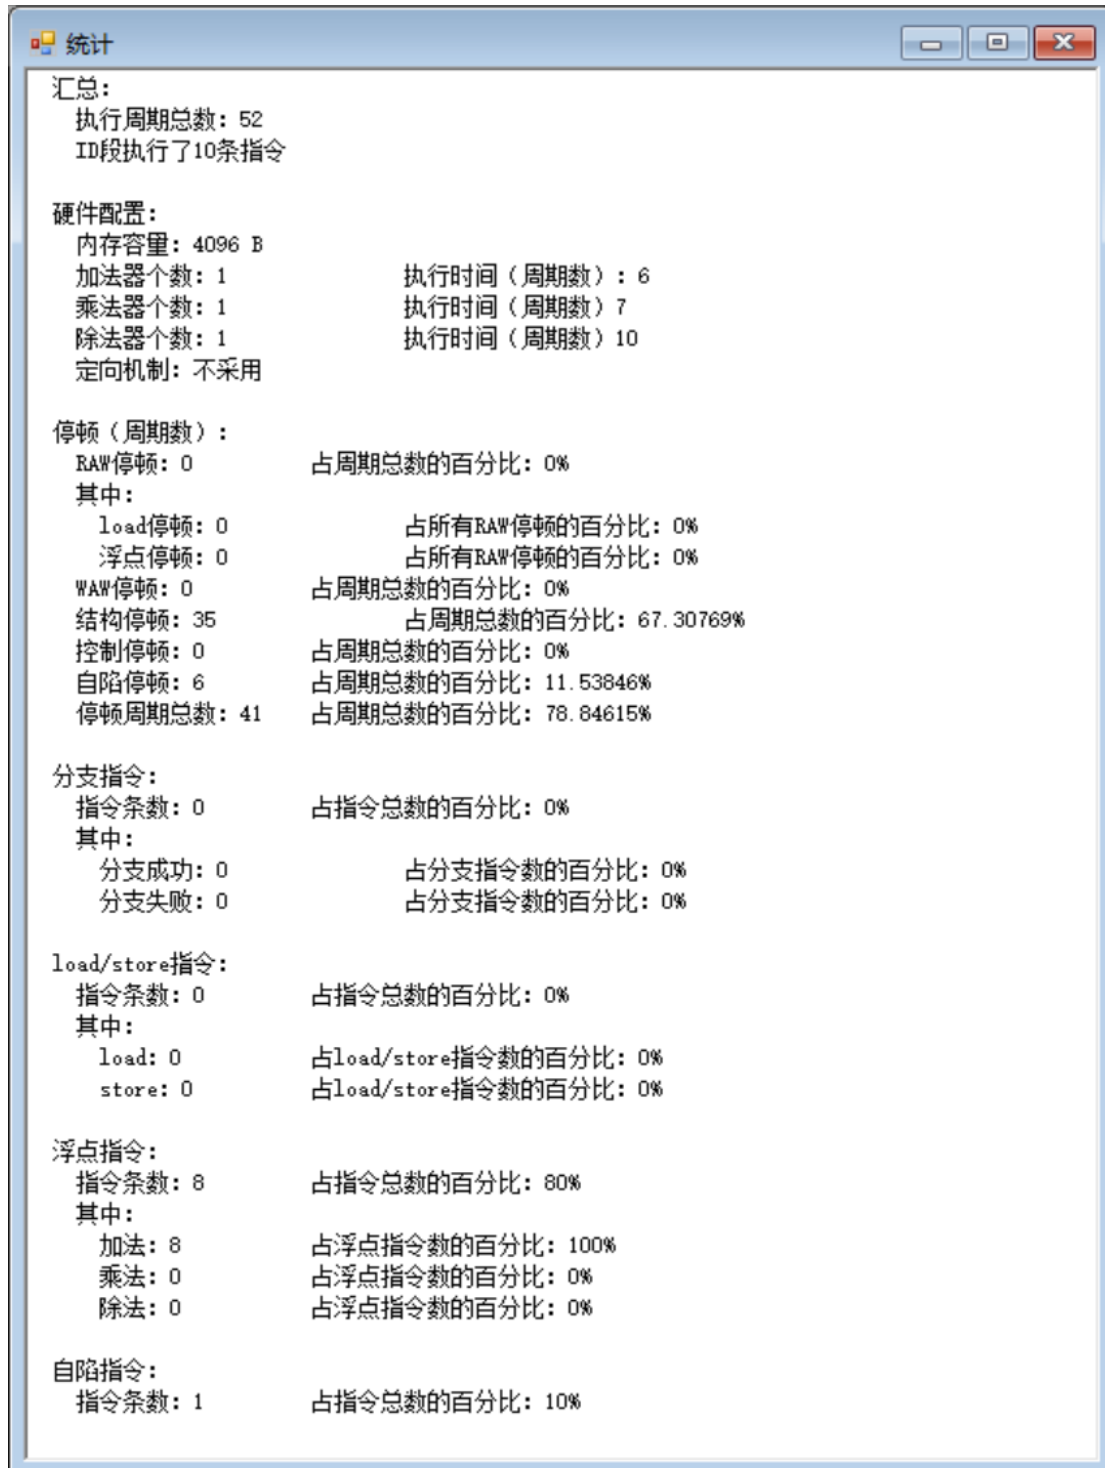 统计
汇总：
执行周期总数：52
ID段执行了10条指令
硬件配置：
内存容量：4096 B
加法器个数：1 执行时间（周期数）：6
乘法器个数：1 执行时间（周期数）7
除法器个数：1 执行时间（周期数）10
定向机制：不采用
停顿（周期数）：
RAW停顿：0 占周期总数的百分比：0%
其中：
load停顿：0 占所有RAW停顿的百分比：0%
浮点停顿：0 占所有RAW停顿的百分比：0%
WAW停顿：0 占周期总数的百分比：0%
结构停顿：35 占周期总数的百分比：67.30769%
控制停顿：0 占周期总数的百分比：0%
自陷停顿：6 占周期总数的百分比：11.53846%
停顿周期总数：41 占周期总数的百分比：78.84615%
分支指令：
指令条数：0 占指令总数的百分比：0%
其中：
分支成功：0 占分支指令数的百分比：0%
分支失败：0 占分支指令数的百分比：0%
load/store指令：
指令条数：0 占指令总数的百分比：0%
其中：
load：0 占load/store指令数的百分比：0%
store：0 占load/store指令数的百分比：0%
浮点指令：
指令条数：8 占指令总数的百分比：80%
其中：
加法：8 占浮点指令数的百分比：100%
乘法：0 占浮点指令数的百分比：0%
除法：0 占浮点指令数的百分比：0%
自陷指令：
指令条数：1 占指令总数的百分比：10%